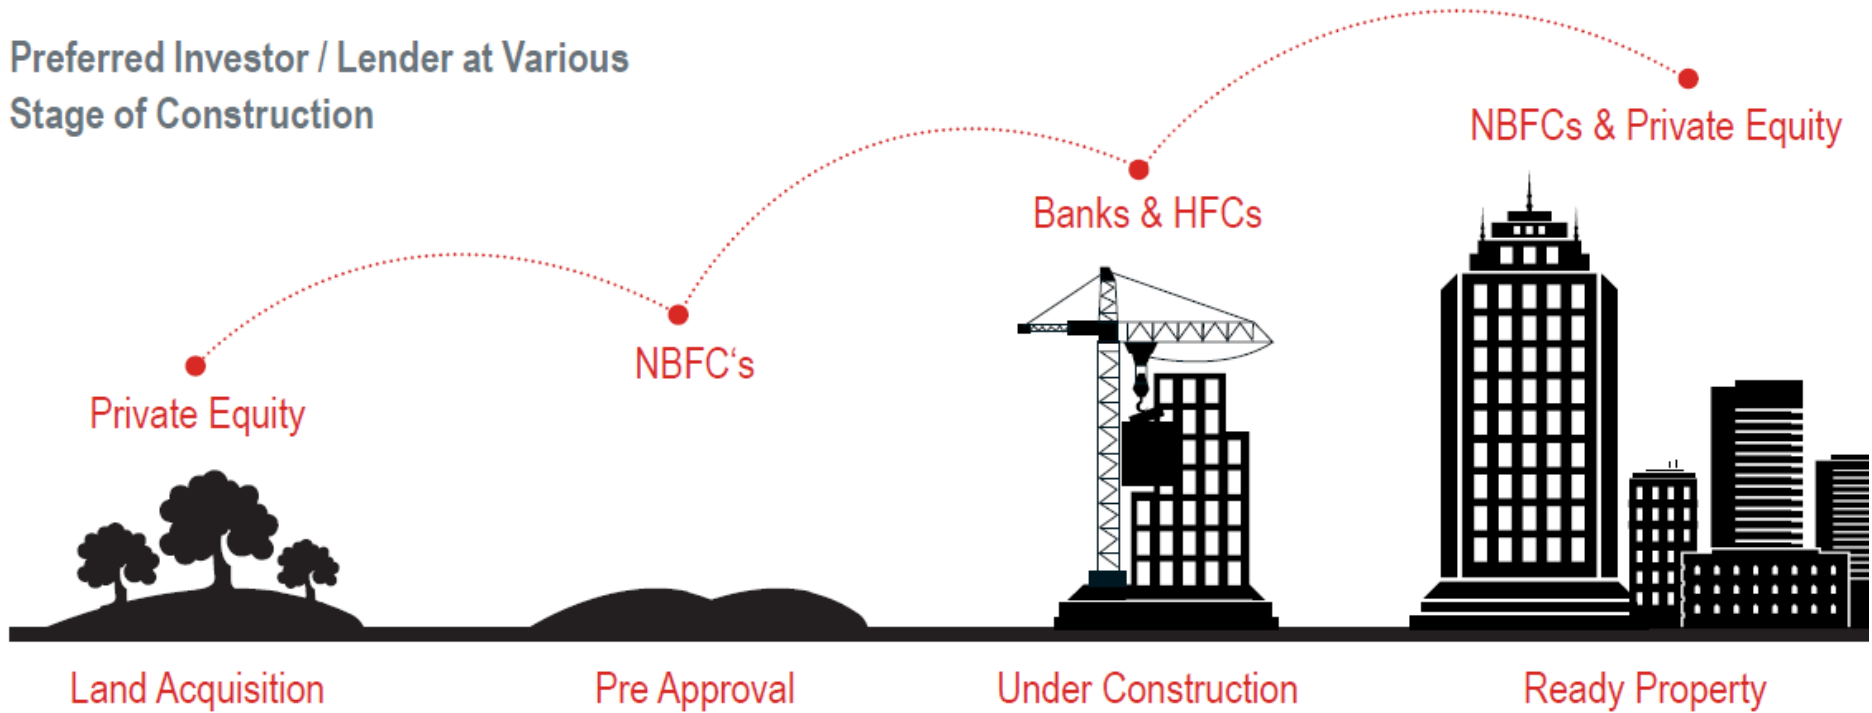 Preferred Investor / Lender at Various
Stage of Construction
NBFCs & Private Equity
Banks & HFCs
NBFC‘s
Private Equity
Land Acquisition
Pre Approval
Under Construction
Ready Property